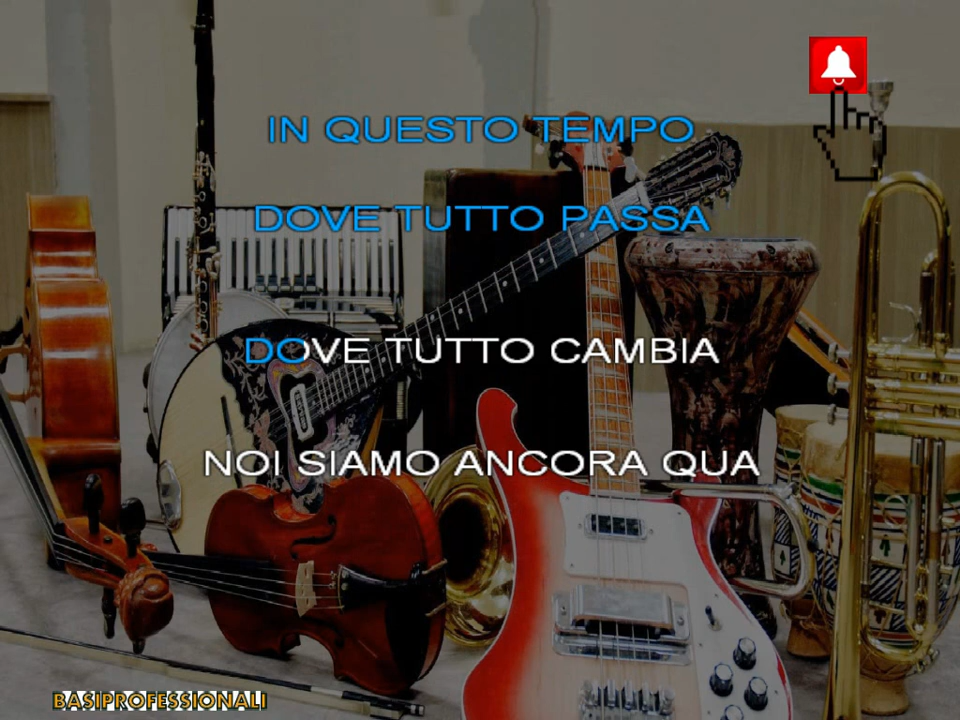 IN QUESTO TEMPO
DOVE TUTTO PASSA
DOVE TUTTO CAMBIA
NOI SIAMO ANCORA QUA
BASIPROFESSIONALI